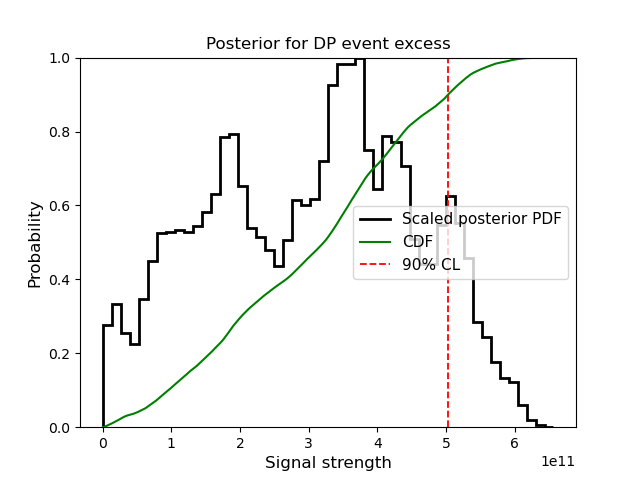 Posterior for DP event excess
Probability
1.0
0.8
0.6
0.4
0.2
0.0
Scaled posterior PDF
CDF
90% CL
0 1 2 3 4 5 6
1e11
Signal strength